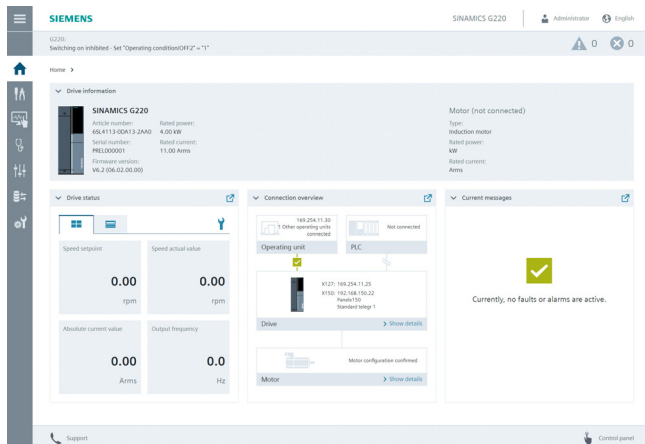 SIEMENS
SINAMICS G220
Administrator
English
G220:
Switching on inhibited - Set "Operating condition(OFF2" = "1"
0
0
Home >
Drive information
SINAMICS G220
Article number:
6SL4113-0DA13-2AA0
Rated power:
4.00 kW
Serial number:
PREL000001
Rated current:
11.00 Arms
Firmware version:
V6.2 (06.02.00.00)
Motor (not connected)
Type:
Induction motor
Rated power:
kW
Rated current:
Arms
Drive status
Speed setpoint
0.00
rpm
Speed actual value
0.00
rpm
Absolute current value
0.00
Arms
Output frequency
0.0
Hz
Connection overview
169.254.11.30
1 Other operating units
connected
Operating unit
Not connected
PLC
X127: 169.254.11.25
X150: 192.168.150.22
Panels150
Standard telegr 1
Drive
> Show details
Motor configuration confirmed
Motor
> Show details
Current messages
Currently, no faults or alarms are active.
Support
Control panel